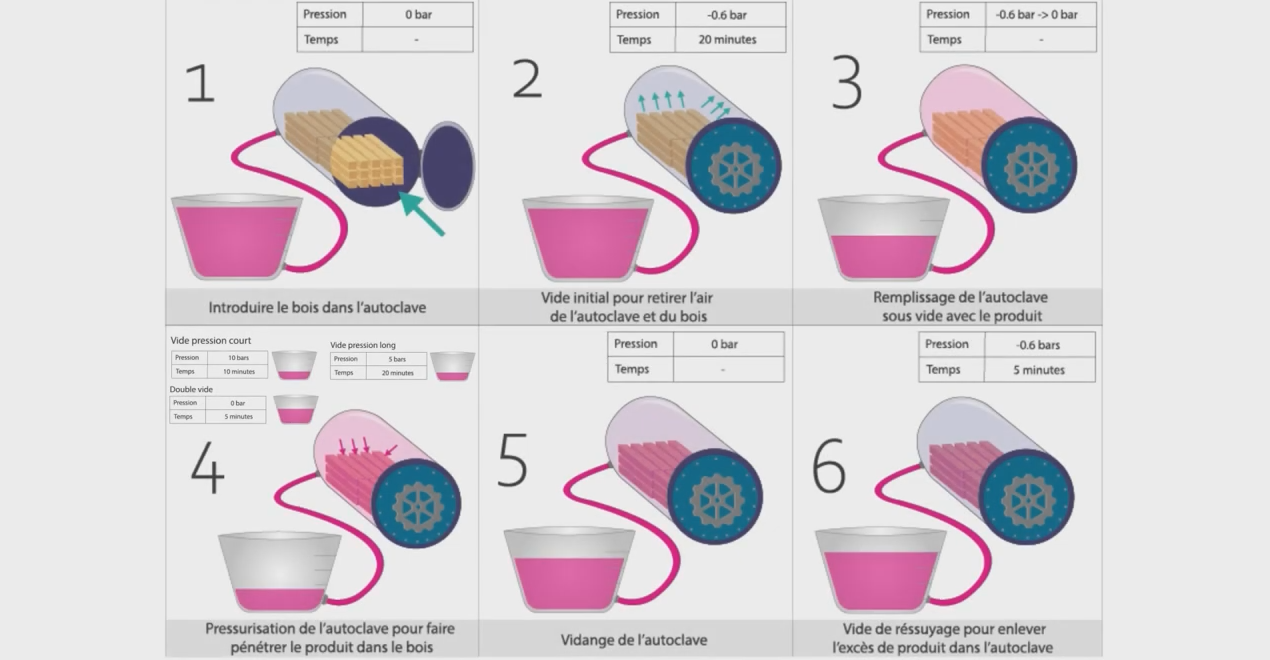 Pression 0 bar
Temps -
1
Introduire le bois dans l'autoclave
Pression -0.6 bar
Temps 20 minutes
2
Vide initial pour retirer l'air
de l'autoclave et du bois
Pression -0.6 bar -> 0 bar
Temps -
3
Remplissage de l'autoclave
sous vide avec le produit
Vide pression court
Pression 10 bars
Temps 10 minutes
Vide pression long
Pression 5 bars
Temps 20 minutes
Double vide
Pression 0 bar
Temps 5 minutes
4
Pressurisation de l'autoclave pour faire
pénétrer le produit dans le bois
Pression 0 bar
Temps -
5
Vidange de l'autoclave
Pression -0.6 bars
Temps 5 minutes
6
Vide de réssuyage pour enlever
l'excès de produit dans l'autoclave